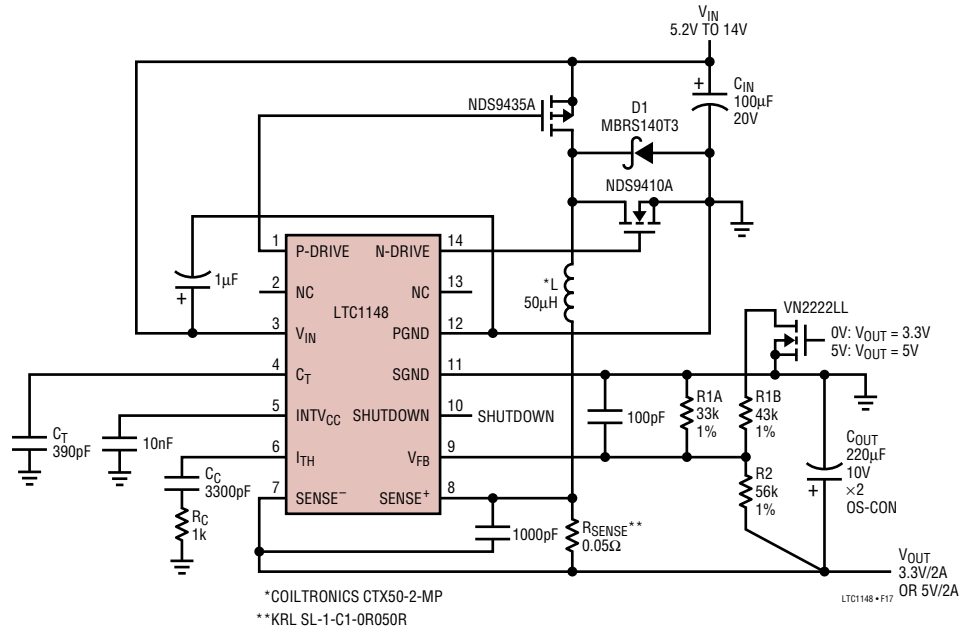 V_IN
5.2V TO 14V
+
C_IN
100µF
20V
NDS9435A
D1
MBRS140T3
NDS9410A
1µF
+
1
P-DRIVE
N-DRIVE
14
2
NC
NC
13
LTC1148
3
V_IN
PGND
12
4
C_T
SGND
11
5
INTV_CC
SHUTDOWN
10
SHUTDOWN
6
I_TH
V_FB
9
7
SENSE⁻
SENSE⁺
8
*L
50µH
VN2222LL
0V: V_OUT = 3.3V
5V: V_OUT = 5V
C_T
390pF
10nF
C_C
3300pF
R_C
1k
100pF
R1A
33k
1%
R1B
43k
1%
R2
56k
1%
C_OUT
220µF
10V
×2
OS-CON
+
1000pF
R_SENSE**
0.05Ω
V_OUT
3.3V/2A
OR 5V/2A
LTC1148 • F17
*COILTRONICS CTX50-2-MP
**KRL SL-1-C1-0R050R